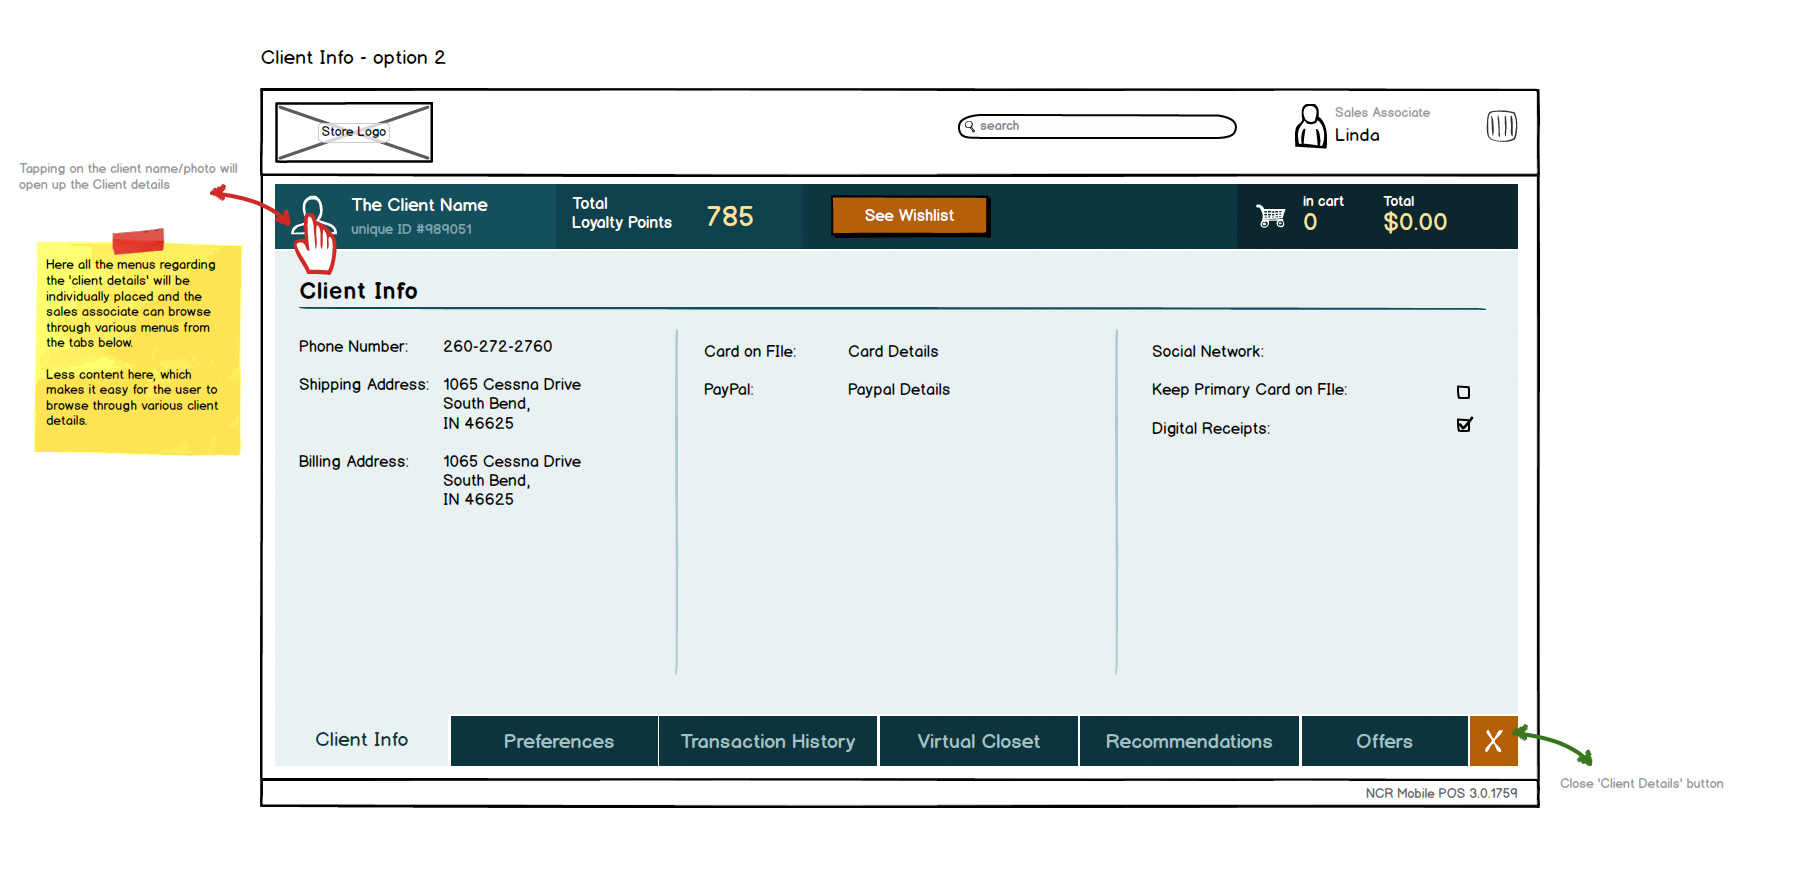 Client Info - option 2
Store Logo
search
Sales Associate
Linda
Tapping on the client name/photo will
open up the Client details
The Client Name
unique ID #989051
Total
Loyalty Points
785
See Wishlist
in cart
0
Total
$0.00
Here all the menus regarding
the 'client details' will be
individually placed and the
sales associate can browse
through various menus from
the tabs below.
Less content here, which
makes it easy for the user to
browse through various client
details.
Client Info
Phone Number: 260-272-2760
Shipping Address: 1065 Cessna Drive
South Bend,
IN 46625
Billing Address: 1065 Cessna Drive
South Bend,
IN 46625
Card on FIle: Card Details
PayPal: Paypal Details
Social Network:
Keep Primary Card on FIle:
Digital Receipts:
Client Info
Preferences
Transaction History
Virtual Closet
Recommendations
Offers
X
Close 'Client Details' button
NCR Mobile POS 3.0.1759